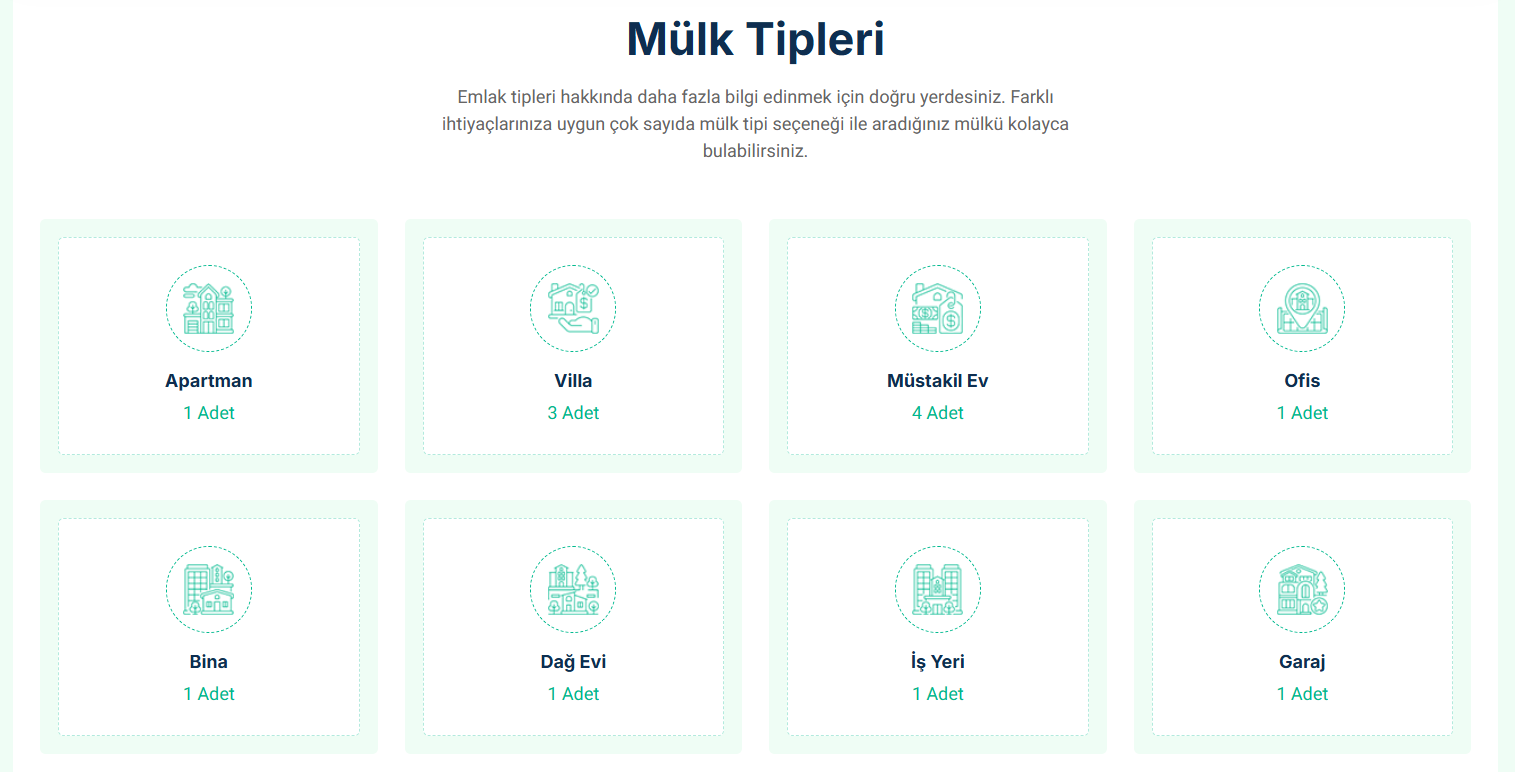 Mülk Tipleri
Emlak tipleri hakkında daha fazla bilgi edinmek için doğru yerdesiniz. Farklı
ihtiyaçlarınıza uygun çok sayıda mülk tipi seçeneği ile aradığınız mülkü kolayca
bulabilirsiniz.
Apartman
1 Adet
Villa
3 Adet
Müstakil Ev
4 Adet
Ofis
1 Adet
Bina
1 Adet
Dağ Evi
1 Adet
İş Yeri
1 Adet
Garaj
1 Adet